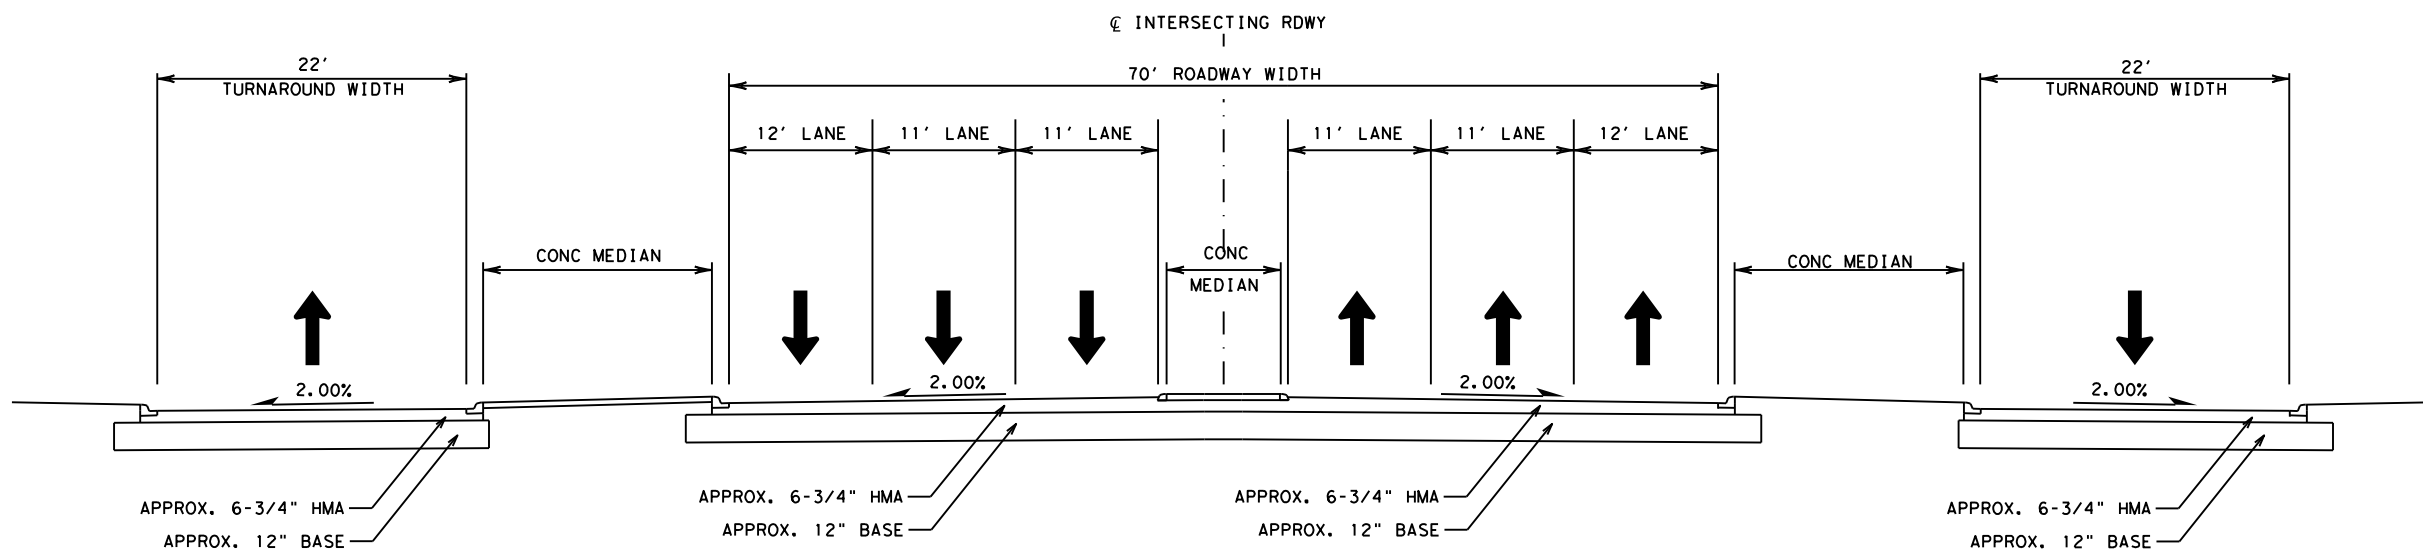 ℄ INTERSECTING RDWY
22'
TURNAROUND WIDTH
70' ROADWAY WIDTH
22'
TURNAROUND WIDTH
12' LANE
11' LANE
11' LANE
11' LANE
11' LANE
12' LANE
CONC MEDIAN
CONC
MEDIAN
CONC MEDIAN
2.00%
2.00%
2.00%
2.00%
APPROX. 6-3/4" HMA
APPROX. 12" BASE
APPROX. 6-3/4" HMA
APPROX. 12" BASE
APPROX. 6-3/4" HMA
APPROX. 12" BASE
APPROX. 6-3/4" HMA
APPROX. 12" BASE